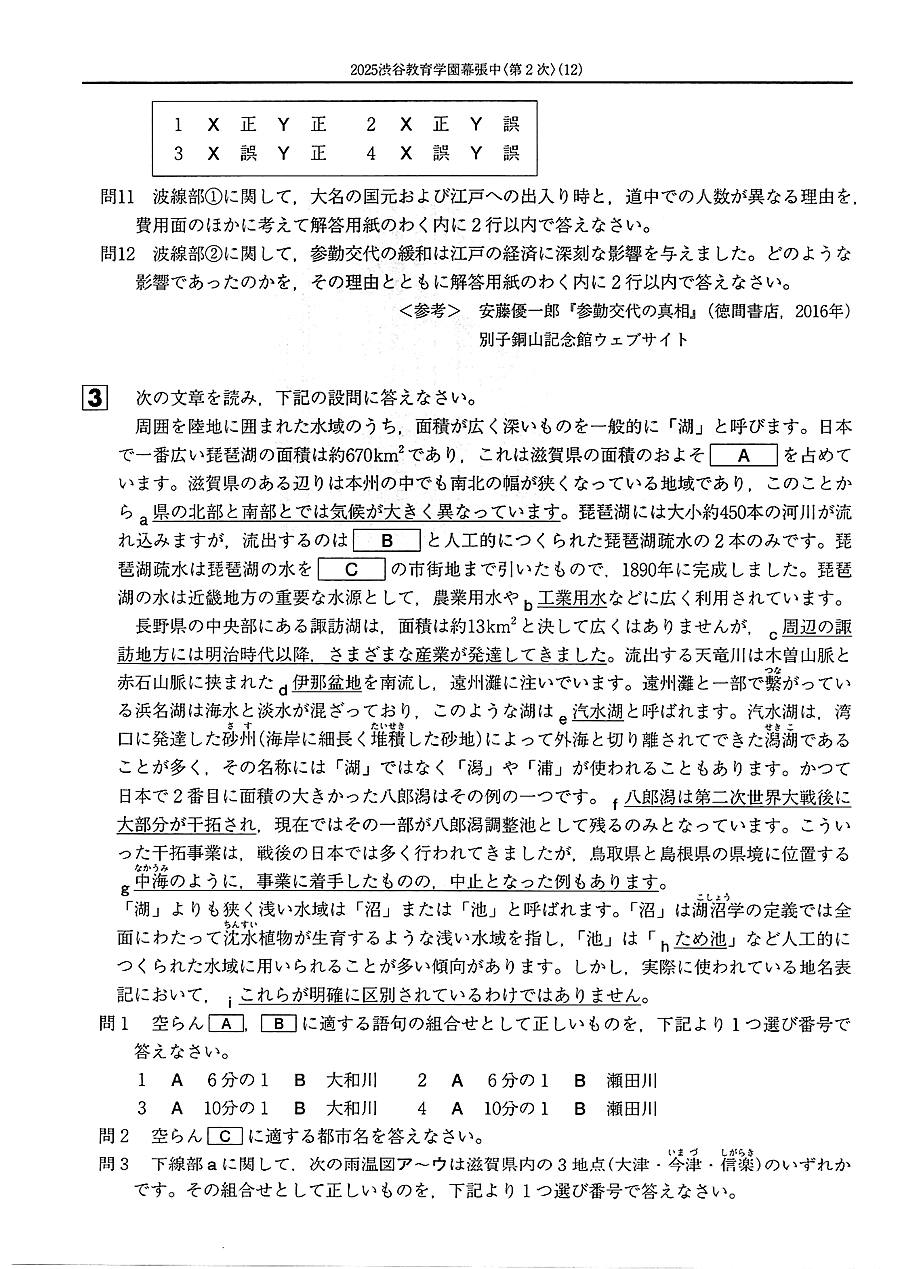 2025渋谷教育学園幕張中〈第２次〉(12)
1 X 正 Y 正 2 X 正 Y 誤
3 X 誤 Y 正 4 X 誤 Y 誤
問11 波線部①に関して，大名の国元および江戸への出入り時と，道中での人数が異なる理由を，
費用面のほかに考えて解答用紙のわく内に２行以内で答えなさい。
問12 波線部②に関して，参勤交代の緩和は江戸の経済に深刻な影響を与えました。どのような
影響であったのかを，その理由とともに解答用紙のわく内に２行以内で答えなさい。
＜参考＞ 安藤優一郎『参勤交代の真相』(徳間書店，2016年)
別子銅山記念館ウェブサイト
3 次の文章を読み，下記の設問に答えなさい。
周囲を陸地に囲まれた水域のうち，面積が広く深いものを一般的に「湖」と呼びます。日本
で一番広い琵琶湖の面積は約670km²であり，これは滋賀県の面積のおよそ A を占めて
います。滋賀県のある辺りは本州の中でも南北の幅が狭くなっている地域であり，このことか
ら a 県の北部と南部とでは気候が大きく異なっています。琵琶湖には大小約450本の河川が流
れ込みますが，流出するのは B と人工的につくられた琵琶湖疏水の２本のみです。琵
琶湖疏水は琵琶湖の水を C の市街地まで引いたもので，1890年に完成しました。琵琶
湖の水は近畿地方の重要な水源として，農業用水や b 工業用水などに広く利用されています。
長野県の中央部にある諏訪湖は，面積は約13km²と決して広くはありませんが， c 周辺の諏
訪地方には明治時代以降，さまざまな産業が発達してきました。流出する天竜川は木曽山脈と
赤石山脈に挟まれた d 伊那盆地を南流し，遠州灘に注いでいます。遠州灘と一部で繋がってい
る浜名湖は海水と淡水が混ざっており，このような湖は e 汽水湖と呼ばれます。汽水湖は，湾
口に発達した砂州(海岸に細長く堆積した砂地)によって外海と切り離されてできた潟湖である
ことが多く，その名称には「湖」ではなく「潟」や「浦」が使われることもあります。かつて
日本で２番目に面積の大きかった八郎潟はその例の一つです。 f 八郎潟は第二次世界大戦後に
大部分が干拓され，現在ではその一部が八郎潟調整池として残るのみとなっています。こうい
った干拓事業は，戦後の日本では多く行われてきましたが，鳥取県と島根県の県境に位置する
g 中海のように，事業に着手したものの，中止となった例もあります。
「湖」よりも狭く浅い水域は「沼」または「池」と呼ばれます。「沼」は湖沼学の定義では全
面にわたって沈水植物が生育するような浅い水域を指し，「池」は「 h ため池」など人工的に
つくられた水域に用いられることが多い傾向があります。しかし，実際に使われている地名表
記において， i これらが明確に区別されているわけではありません。
問１ 空らん A ， B に適する語句の組合せとして正しいものを，下記より１つ選び番号で
答えなさい。
1 A 6分の1 B 大和川 2 A 6分の1 B 瀬田川
3 A 10分の1 B 大和川 4 A 10分の1 B 瀬田川
問２ 空らん C に適する都市名を答えなさい。
問３ 下線部aに関して，次の雨温図ア～ウは滋賀県内の３地点(大津・今津・信楽)のいずれか
です。その組合せとして正しいものを，下記より１つ選び番号で答えなさい。